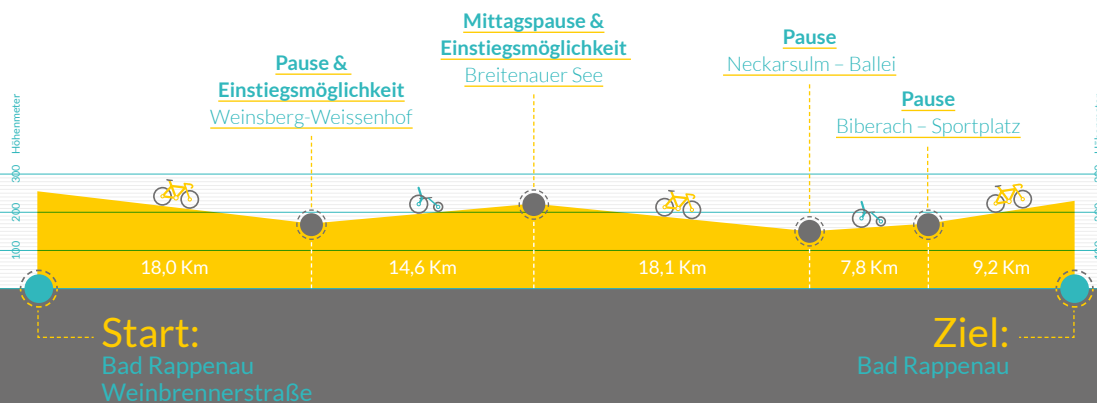 Mittagspause &
Einstiegsmöglichkeit
Breitenauer See
Pause
Neckarsulm – Ballei
Pause &
Einstiegsmöglichkeit
Weinsberg-Weissenhof
Pause
Biberach – Sportplatz
Höhenmeter
300
200
100
18,0 Km
14,6 Km
18,1 Km
7,8 Km
9,2 Km
Start:
Bad Rappenau
Weinbrennerstraße
Ziel:
Bad Rappenau